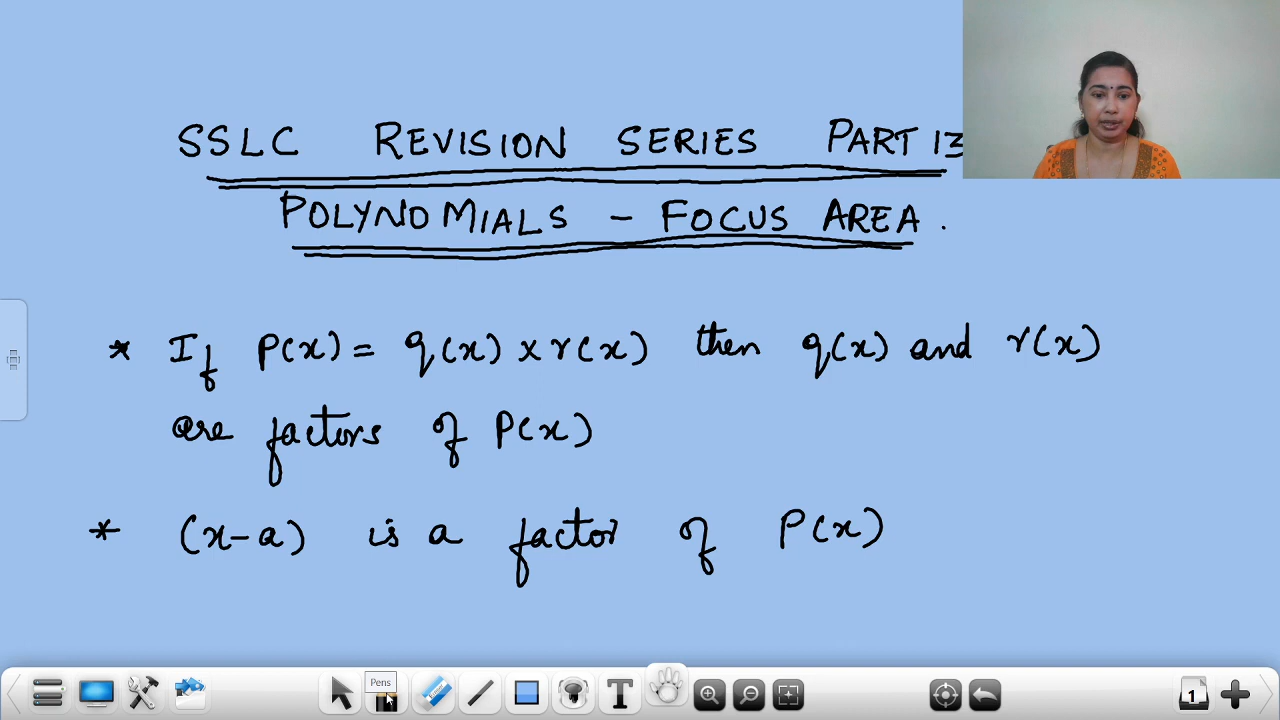 SSLC REVISION SERIES PART 13
POLYNOMIALS - FOCUS AREA.
* If P(x) = q(x) x r(x) then q(x) and r(x)
are factors of P(x)
* (x-a) is a factor of P(x)
Pens
T
1